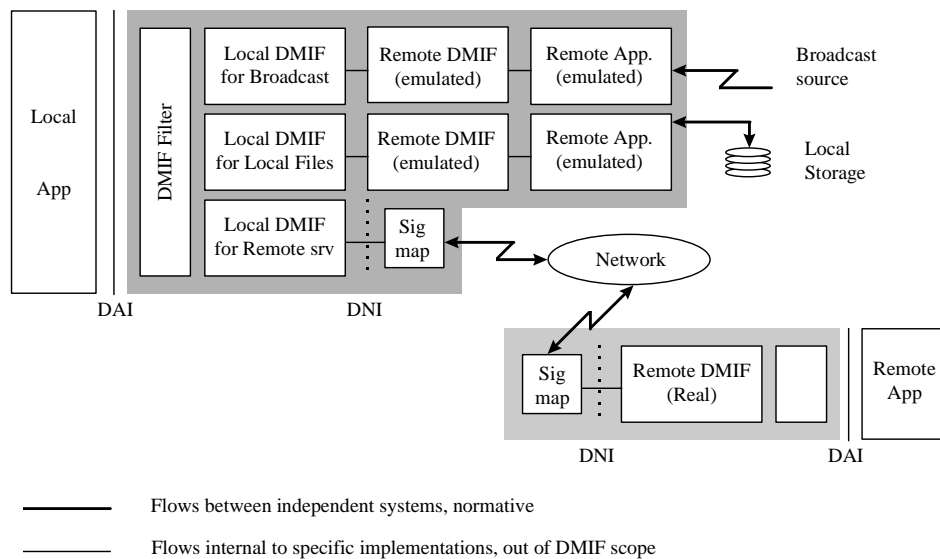 Local
App
DMIF Filter
Local DMIF
for Broadcast
Remote DMIF
(emulated)
Remote App.
(emulated)
Broadcast
source
Local DMIF
for Local Files
Remote DMIF
(emulated)
Remote App.
(emulated)
Local
Storage
Local DMIF
for Remote srv
Sig
map
Network
DAI
DNI
Sig
map
Remote DMIF
(Real)
Remote
App
DNI
DAI
Flows between independent systems, normative
Flows internal to specific implementations, out of DMIF scope